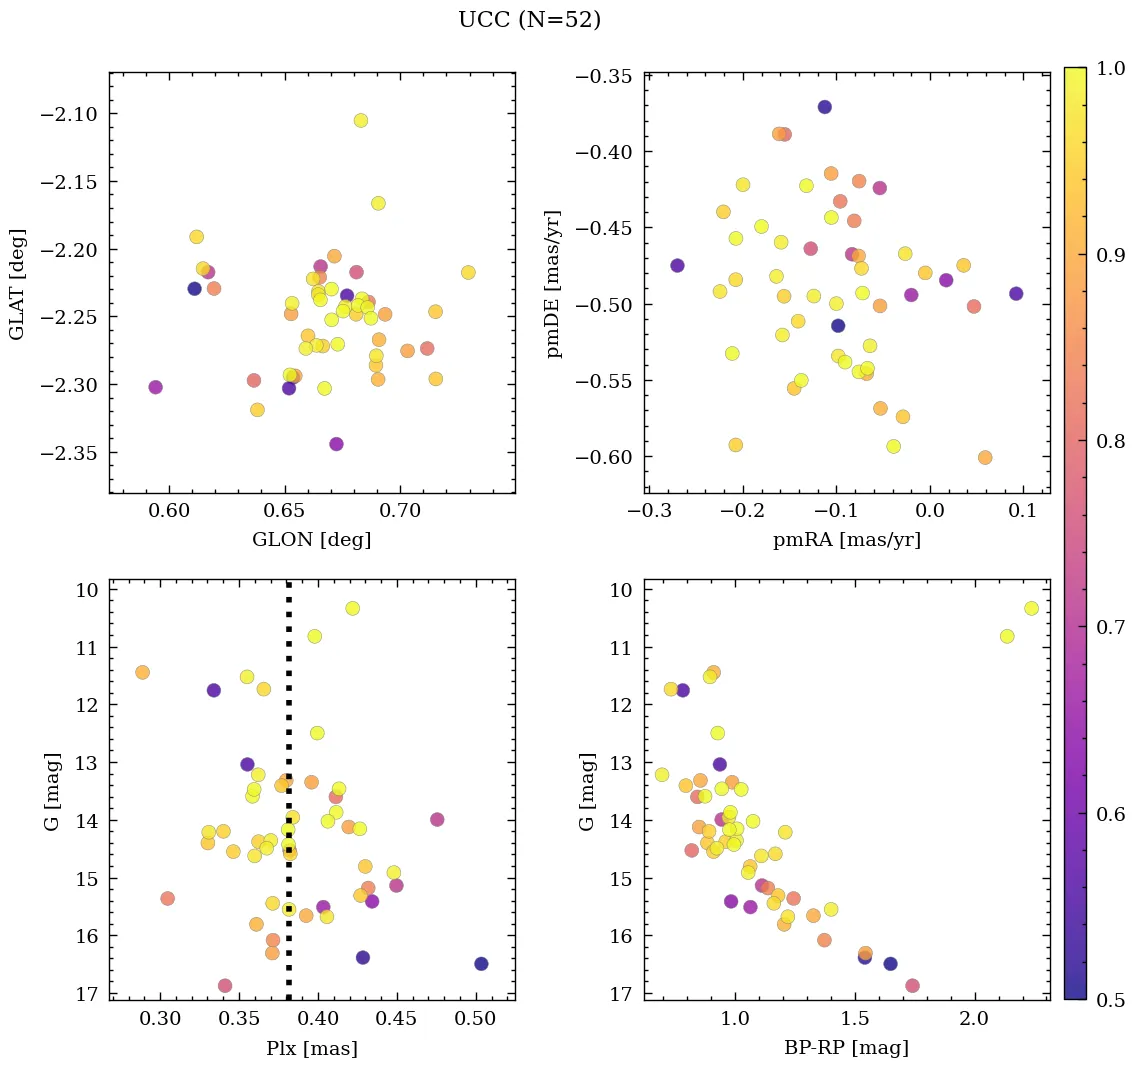 UCC (N=52)
−2.10
−2.15
−2.20
−2.25
−2.30
−2.35
GLAT [deg]
0.60 0.65 0.70
GLON [deg]
−0.35
−0.40
−0.45
−0.50
−0.55
−0.60
pmDE [mas/yr]
−0.3 −0.2 −0.1 0.0 0.1
pmRA [mas/yr]
10
11
12
13
14
15
16
17
G [mag]
0.30 0.35 0.40 0.45 0.50
Plx [mas]
10
11
12
13
14
15
16
17
G [mag]
1.0 1.5 2.0
BP-RP [mag]
1.0
0.9
0.8
0.7
0.6
0.5